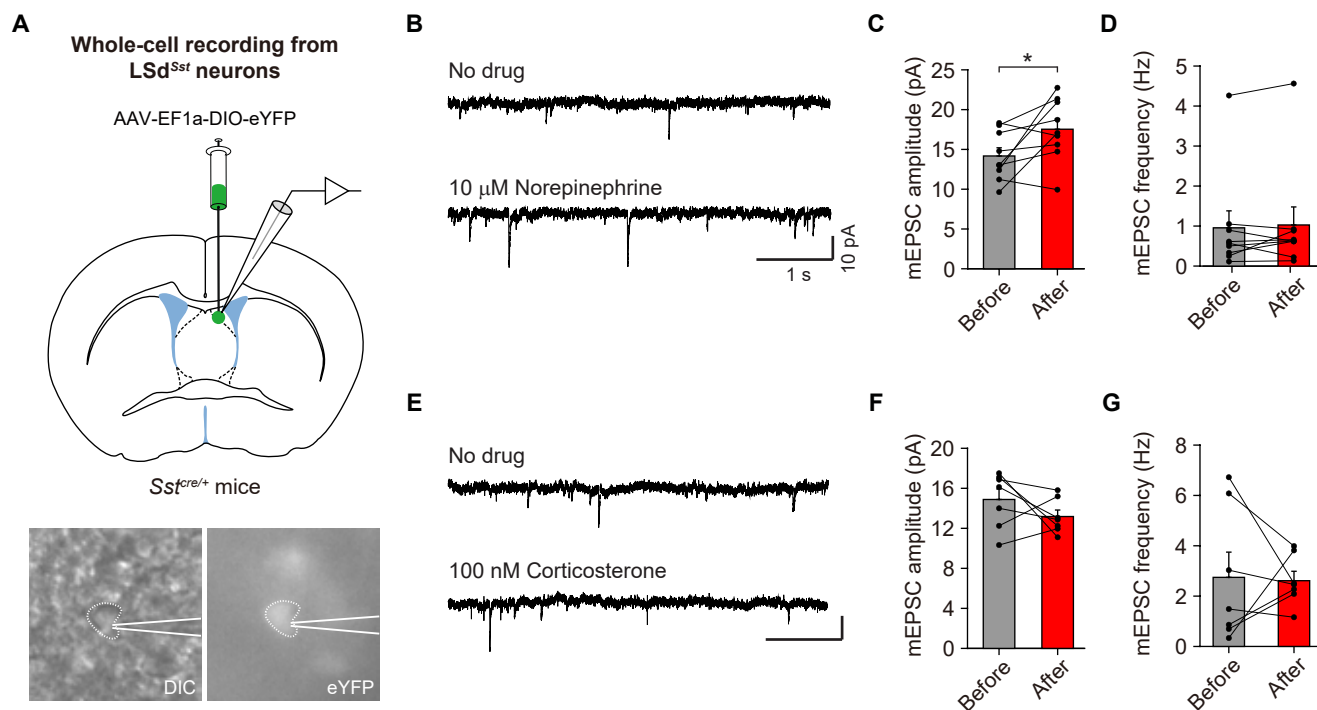 A
Whole-cell recording from
LSdSst neurons
AAV-EF1a-DIO-eYFP
Sstcre/+ mice
DIC
eYFP
B
No drug
10 μM Norepinephrine
10 pA
1 s
C
mEPSC amplitude (pA)
25
20
15
10
5
0
*
Before
After
D
mEPSC frequency (Hz)
5
4
3
2
1
0
Before
After
E
No drug
100 nM Corticosterone
F
mEPSC amplitude (pA)
20
16
12
8
4
0
Before
After
G
mEPSC frequency (Hz)
8
6
4
2
0
Before
After